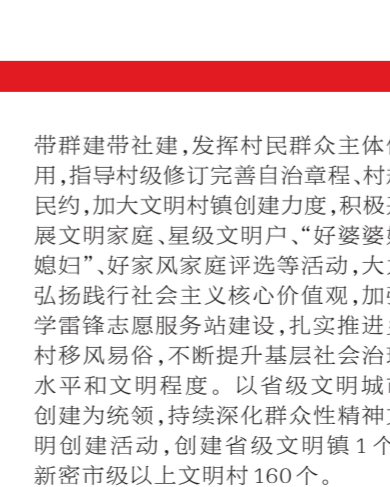 带群建带社建,发挥村民群众主体
用,指导村级修订完善自治章程、村
民约,加大文明村镇创建力度,积极
展文明家庭、星级文明户、“好婆婆
媳妇”、好家风家庭评选等活动,大
弘扬践行社会主义核心价值观,加
学雷锋志愿服务站建设,扎实推进
村移风易俗,不断提升基层社会治
水平和文明程度。以省级文明城
创建为统领,持续深化群众性精神
明创建活动,创建省级文明镇1个
新密市级以上文明村160个。